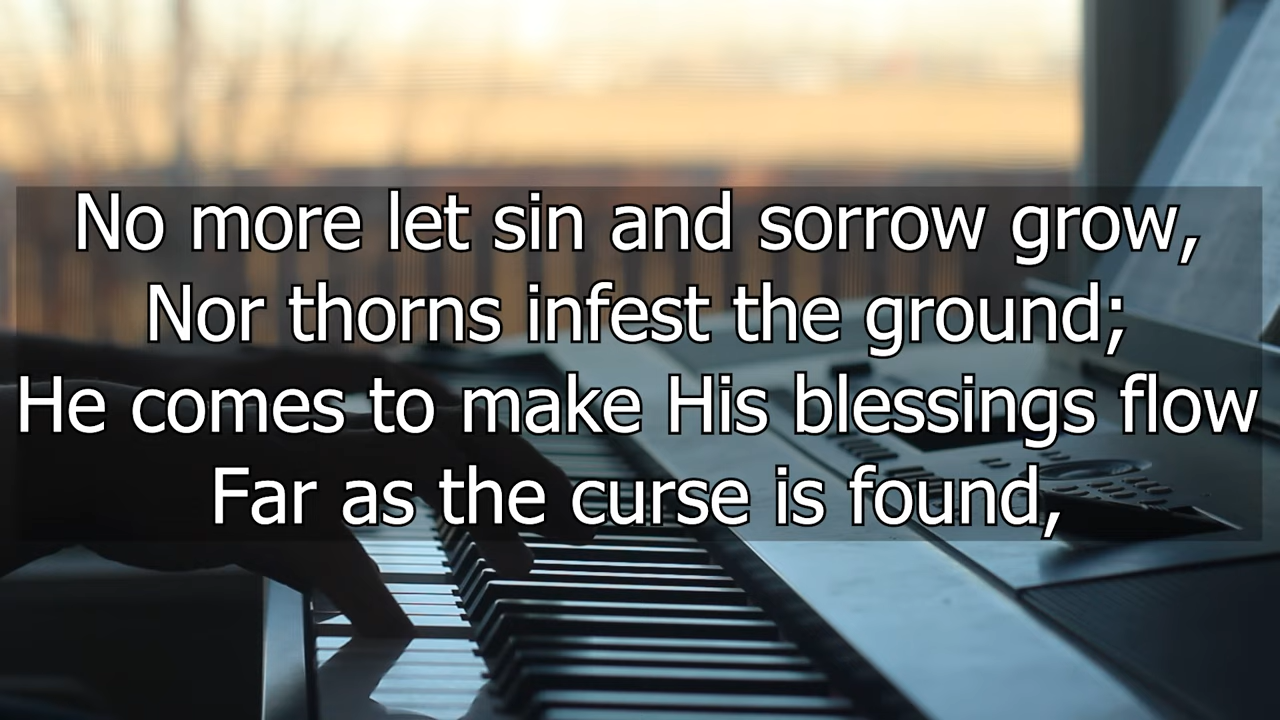 No more let sin and sorrow grow,
Nor thorns infest the ground;
He comes to make His blessings flow
Far as the curse is found,